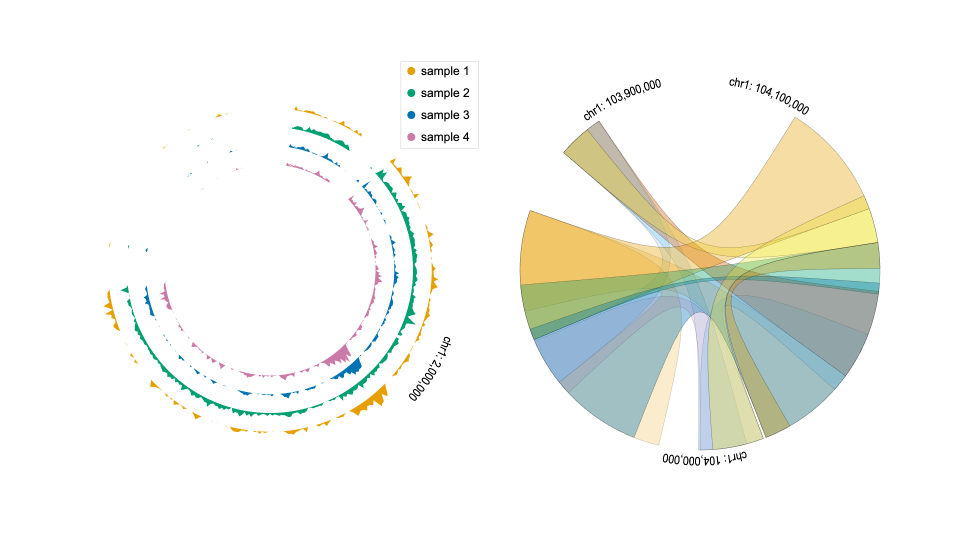 sample 1
sample 2
sample 3
sample 4
chr1:2,000,000
chr1: 103,900,000
chr1: 104,100,000
chr1: 104,000,000